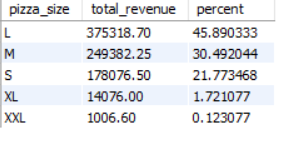 pizza_size total_revenue percent
L 375318.70 45.890333
M 249382.25 30.492044
S 178076.50 21.773468
XL 14076.00 1.721077
XXL 1006.60 0.123077